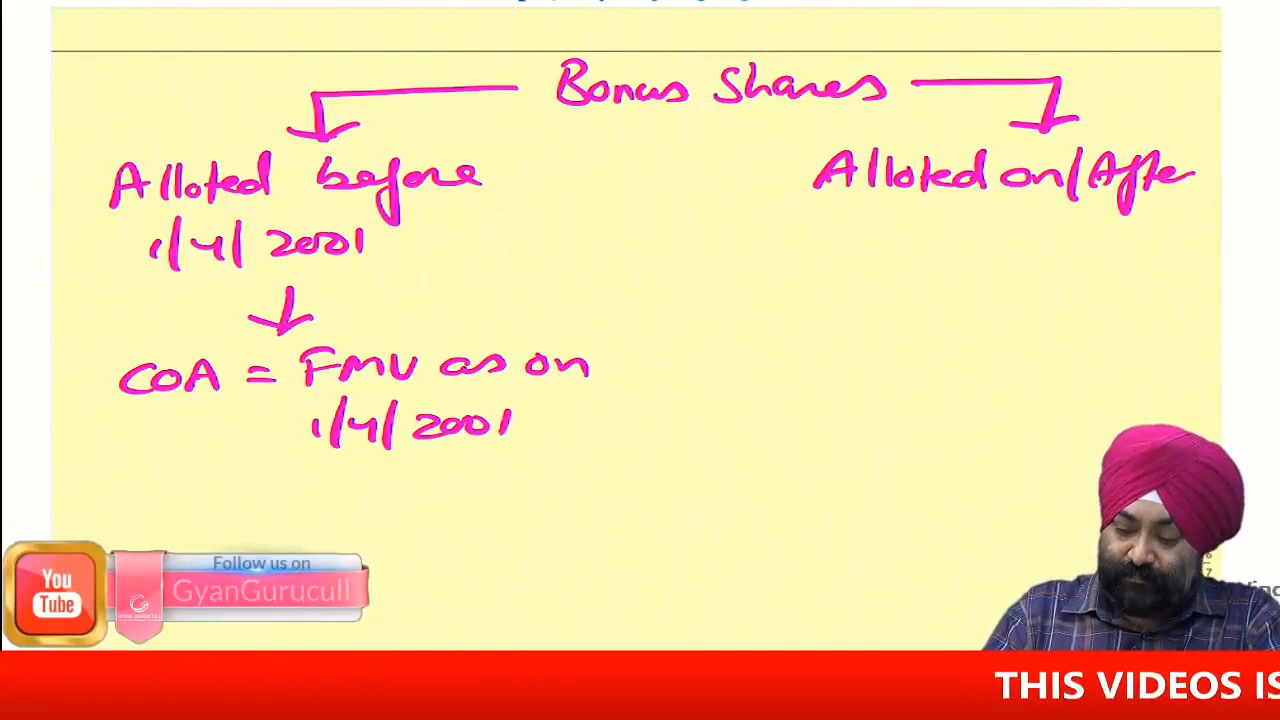 Bonus Shares
Alloted before
1/4/2001
Alloted on/After
COA = FMV as on
1/4/2001
You
Tube
Follow us on
GyanGurucull
THIS VIDEOS IS